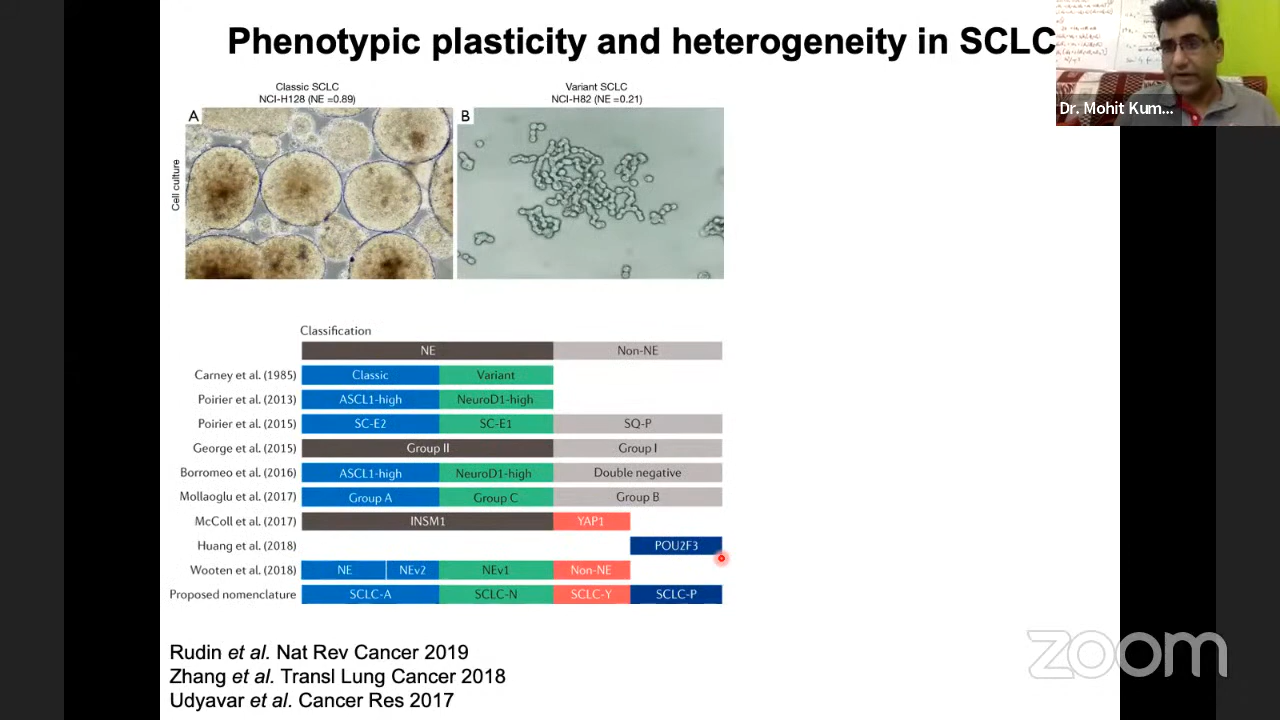 Phenotypic plasticity and heterogeneity in SCLC
Dr. Mohit Kum...
Classic SCLC
NCI-H128 (NE =0.89)
Variant SCLC
NCI-H82 (NE =0.21)
A
B
Cell culture
Classification
NE Non-NE
Carney et al. (1985) Classic Variant
Poirier et al. (2013) ASCL1-high NeuroD1-high
Poirier et al. (2015) SC-E2 SC-E1 SQ-P
George et al. (2015) Group II Group I
Borromeo et al. (2016) ASCL1-high NeuroD1-high Double negative
Mollaoglu et al. (2017) Group A Group C Group B
McColl et al. (2017) INSM1 YAP1
Huang et al. (2018) POU2F3
Wooten et al. (2018) NE NEv2 NEv1 Non-NE
Proposed nomenclature SCLC-A SCLC-N SCLC-Y SCLC-P
Rudin et al. Nat Rev Cancer 2019
Zhang et al. Transl Lung Cancer 2018
Udyavar et al. Cancer Res 2017
zoom